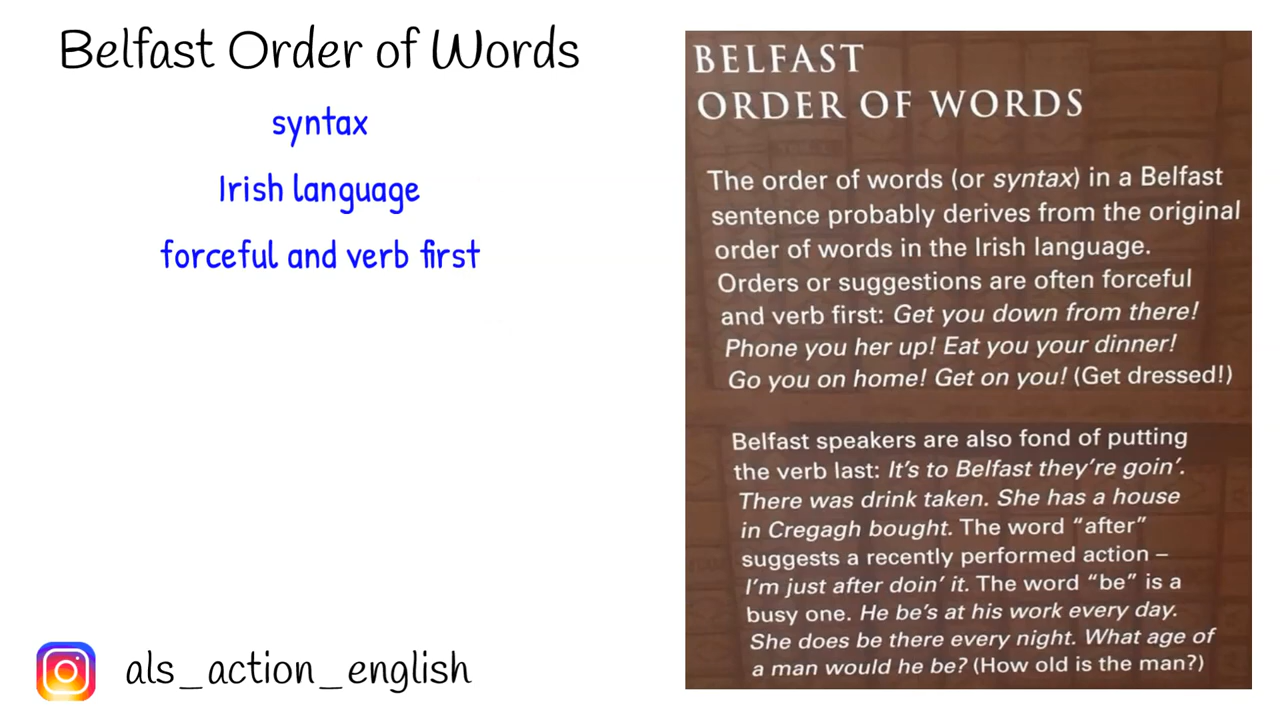 Belfast Order of Words
syntax
Irish language
forceful and verb first
als_action_english
BELFAST
ORDER OF WORDS
The order of words (or syntax) in a Belfast
sentence probably derives from the original
order of words in the Irish language.
Orders or suggestions are often forceful
and verb first: Get you down from there!
Phone you her up! Eat you your dinner!
Go you on home! Get on you! (Get dressed!)
Belfast speakers are also fond of putting
the verb last: It's to Belfast they're goin'.
There was drink taken. She has a house
in Cregagh bought. The word “after”
suggests a recently performed action –
I'm just after doin' it. The word “be” is a
busy one. He be's at his work every day.
She does be there every night. What age of
a man would he be? (How old is the man?)